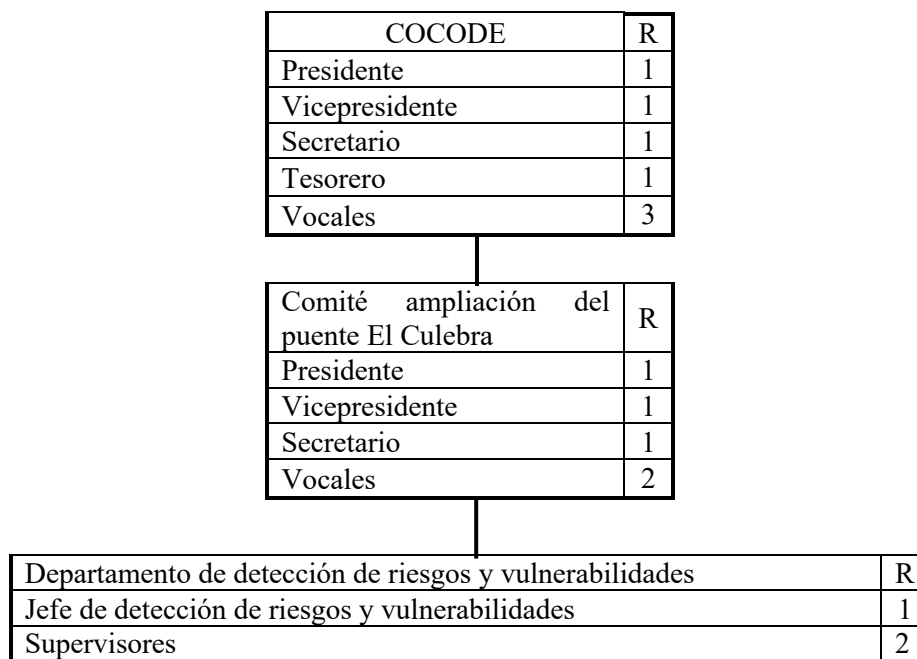 COCODE R
Presidente 1
Vicepresidente 1
Secretario 1
Tesorero 1
Vocales 3
Comité ampliación del
puente El Culebra R
Presidente 1
Vicepresidente 1
Secretario 1
Vocales 2
Departamento de detección de riesgos y vulnerabilidades R
Jefe de detección de riesgos y vulnerabilidades 1
Supervisores 2